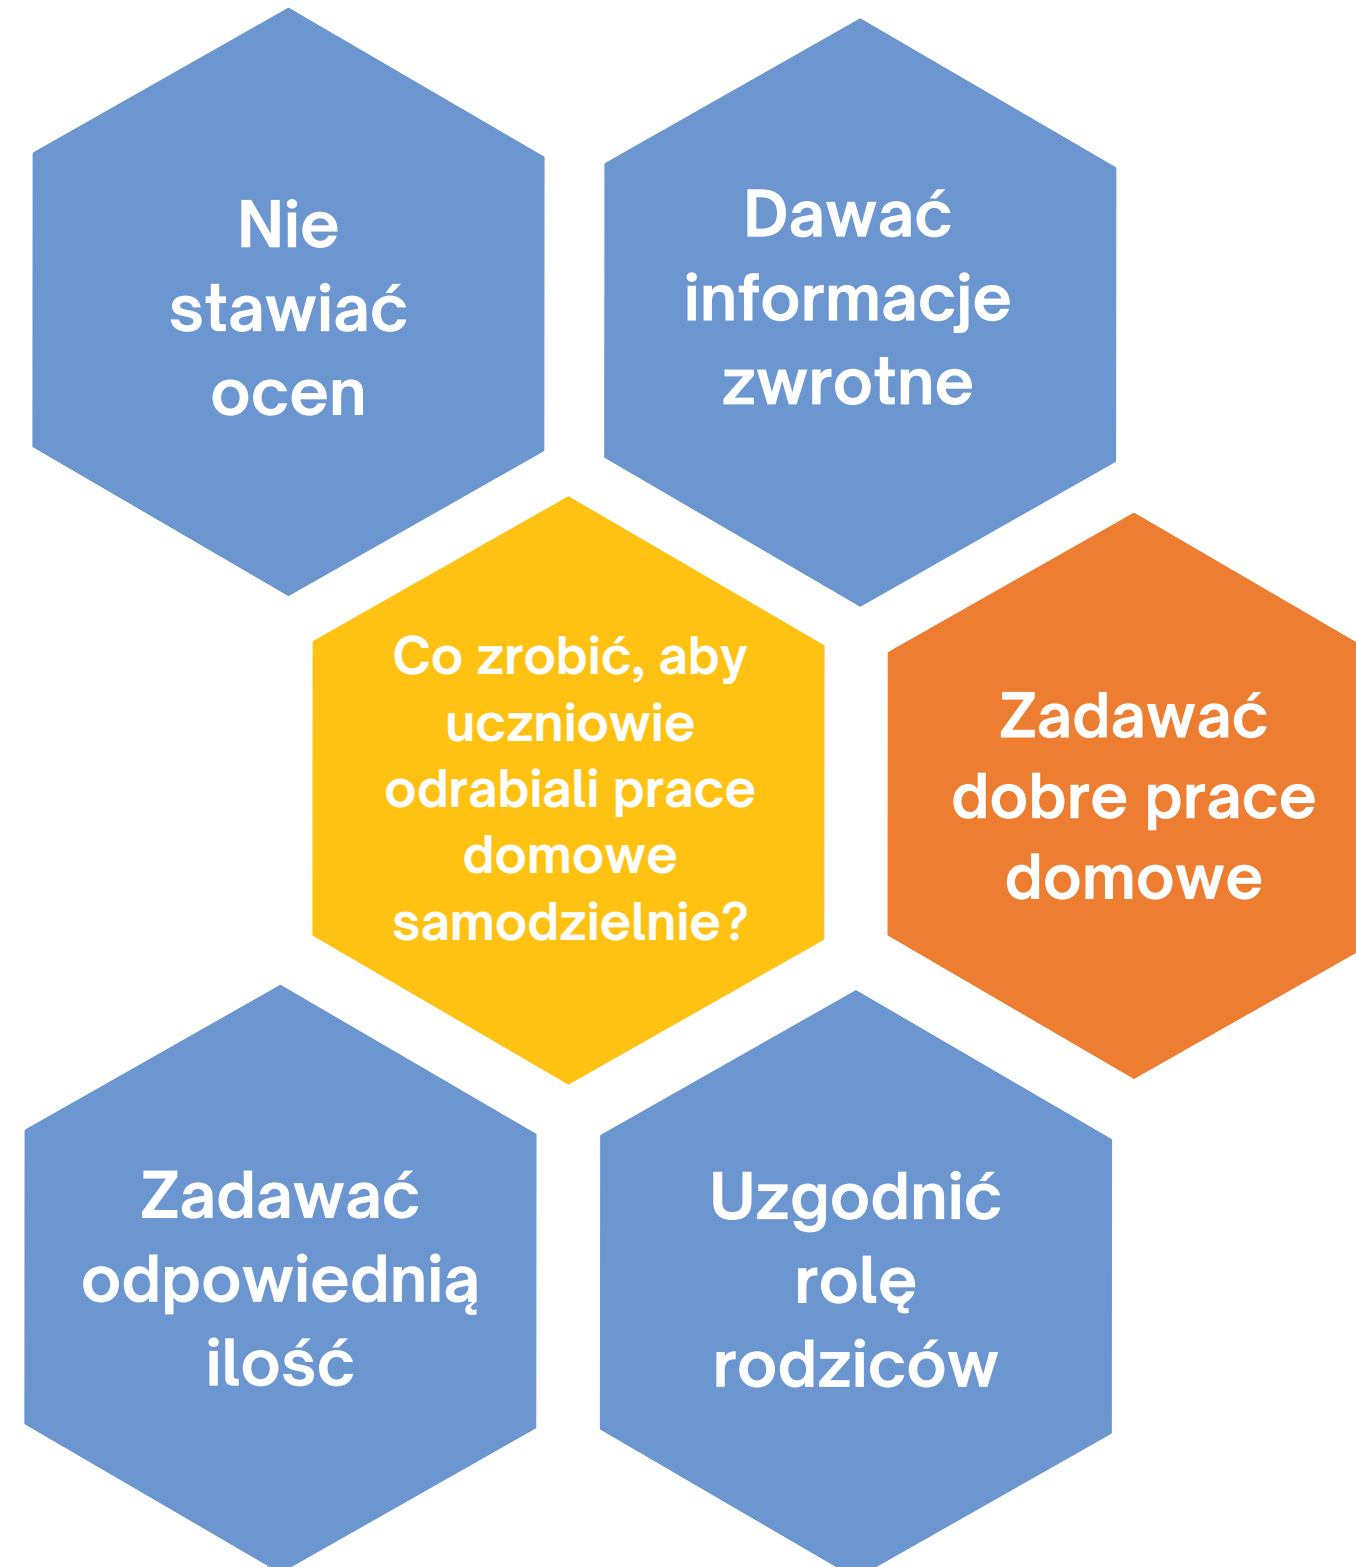 Nie
stawiać
ocen
Dawać
informacje
zwrotne
Co zrobić, aby
uczniowie
odrabiali prace
domowe
samodzielnie?
Zadawać
dobre prace
domowe
Zadawać
odpowiednią
ilość
Uzgodnić
rolę
rodziców